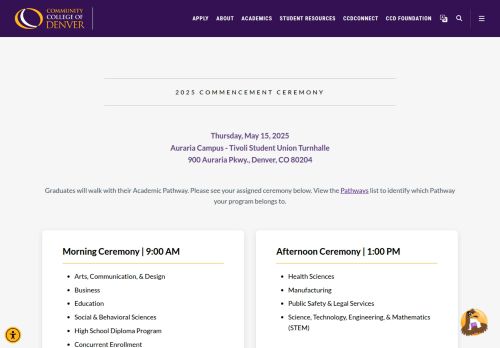 COMMUNITY
COLLEGE OF
DENVER
APPLY ABOUT ACADEMICS STUDENT RESOURCES CCDCONNECT CCD FOUNDATION
2025 COMMENCEMENT CEREMONY
Thursday, May 15, 2025
Auraria Campus - Tivoli Student Union Turnhalle
900 Auraria Pkwy., Denver, CO 80204
Graduates will walk with their Academic Pathway. Please see your assigned ceremony below. View the Pathways list to identify which Pathway
your program belongs to.
Morning Ceremony | 9:00 AM
Arts, Communication, & Design
Business
Education
Social & Behavioral Sciences
High School Diploma Program
Concurrent Enrollment
Afternoon Ceremony | 1:00 PM
Health Sciences
Manufacturing
Public Safety & Legal Services
Science, Technology, Engineering, & Mathematics
(STEM)